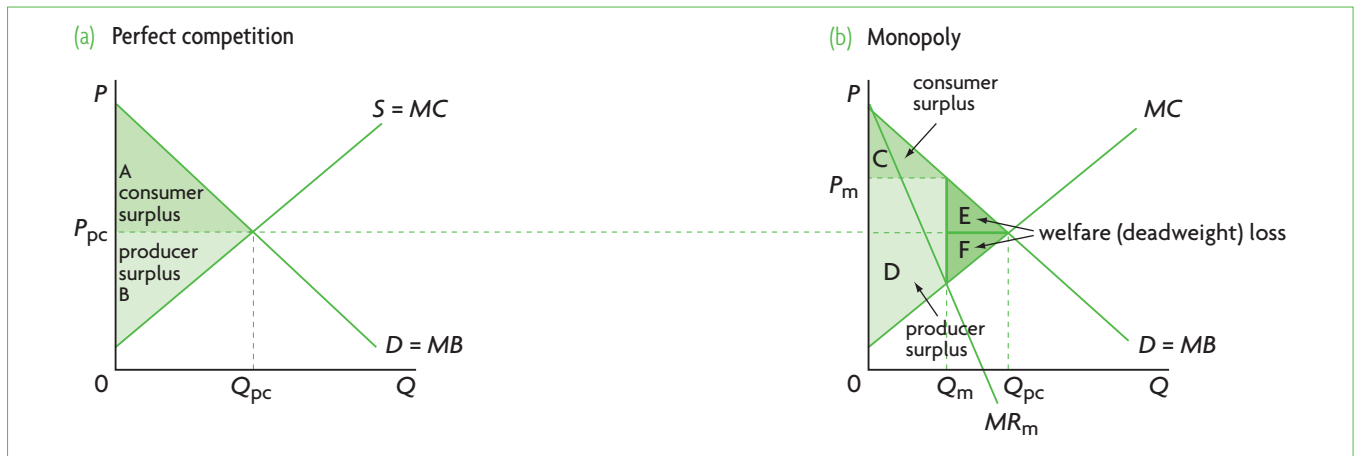 (a) Perfect competition
P
S = MC
A
consumer
surplus
Ppc
producer
surplus
B
D = MB
0
Qpc
Q
(b) Monopoly
P
consumer
surplus
MC
C
Pm
E
welfare (deadweight) loss
F
D
producer
surplus
D = MB
0
Qm
Qpc
Q
MRm